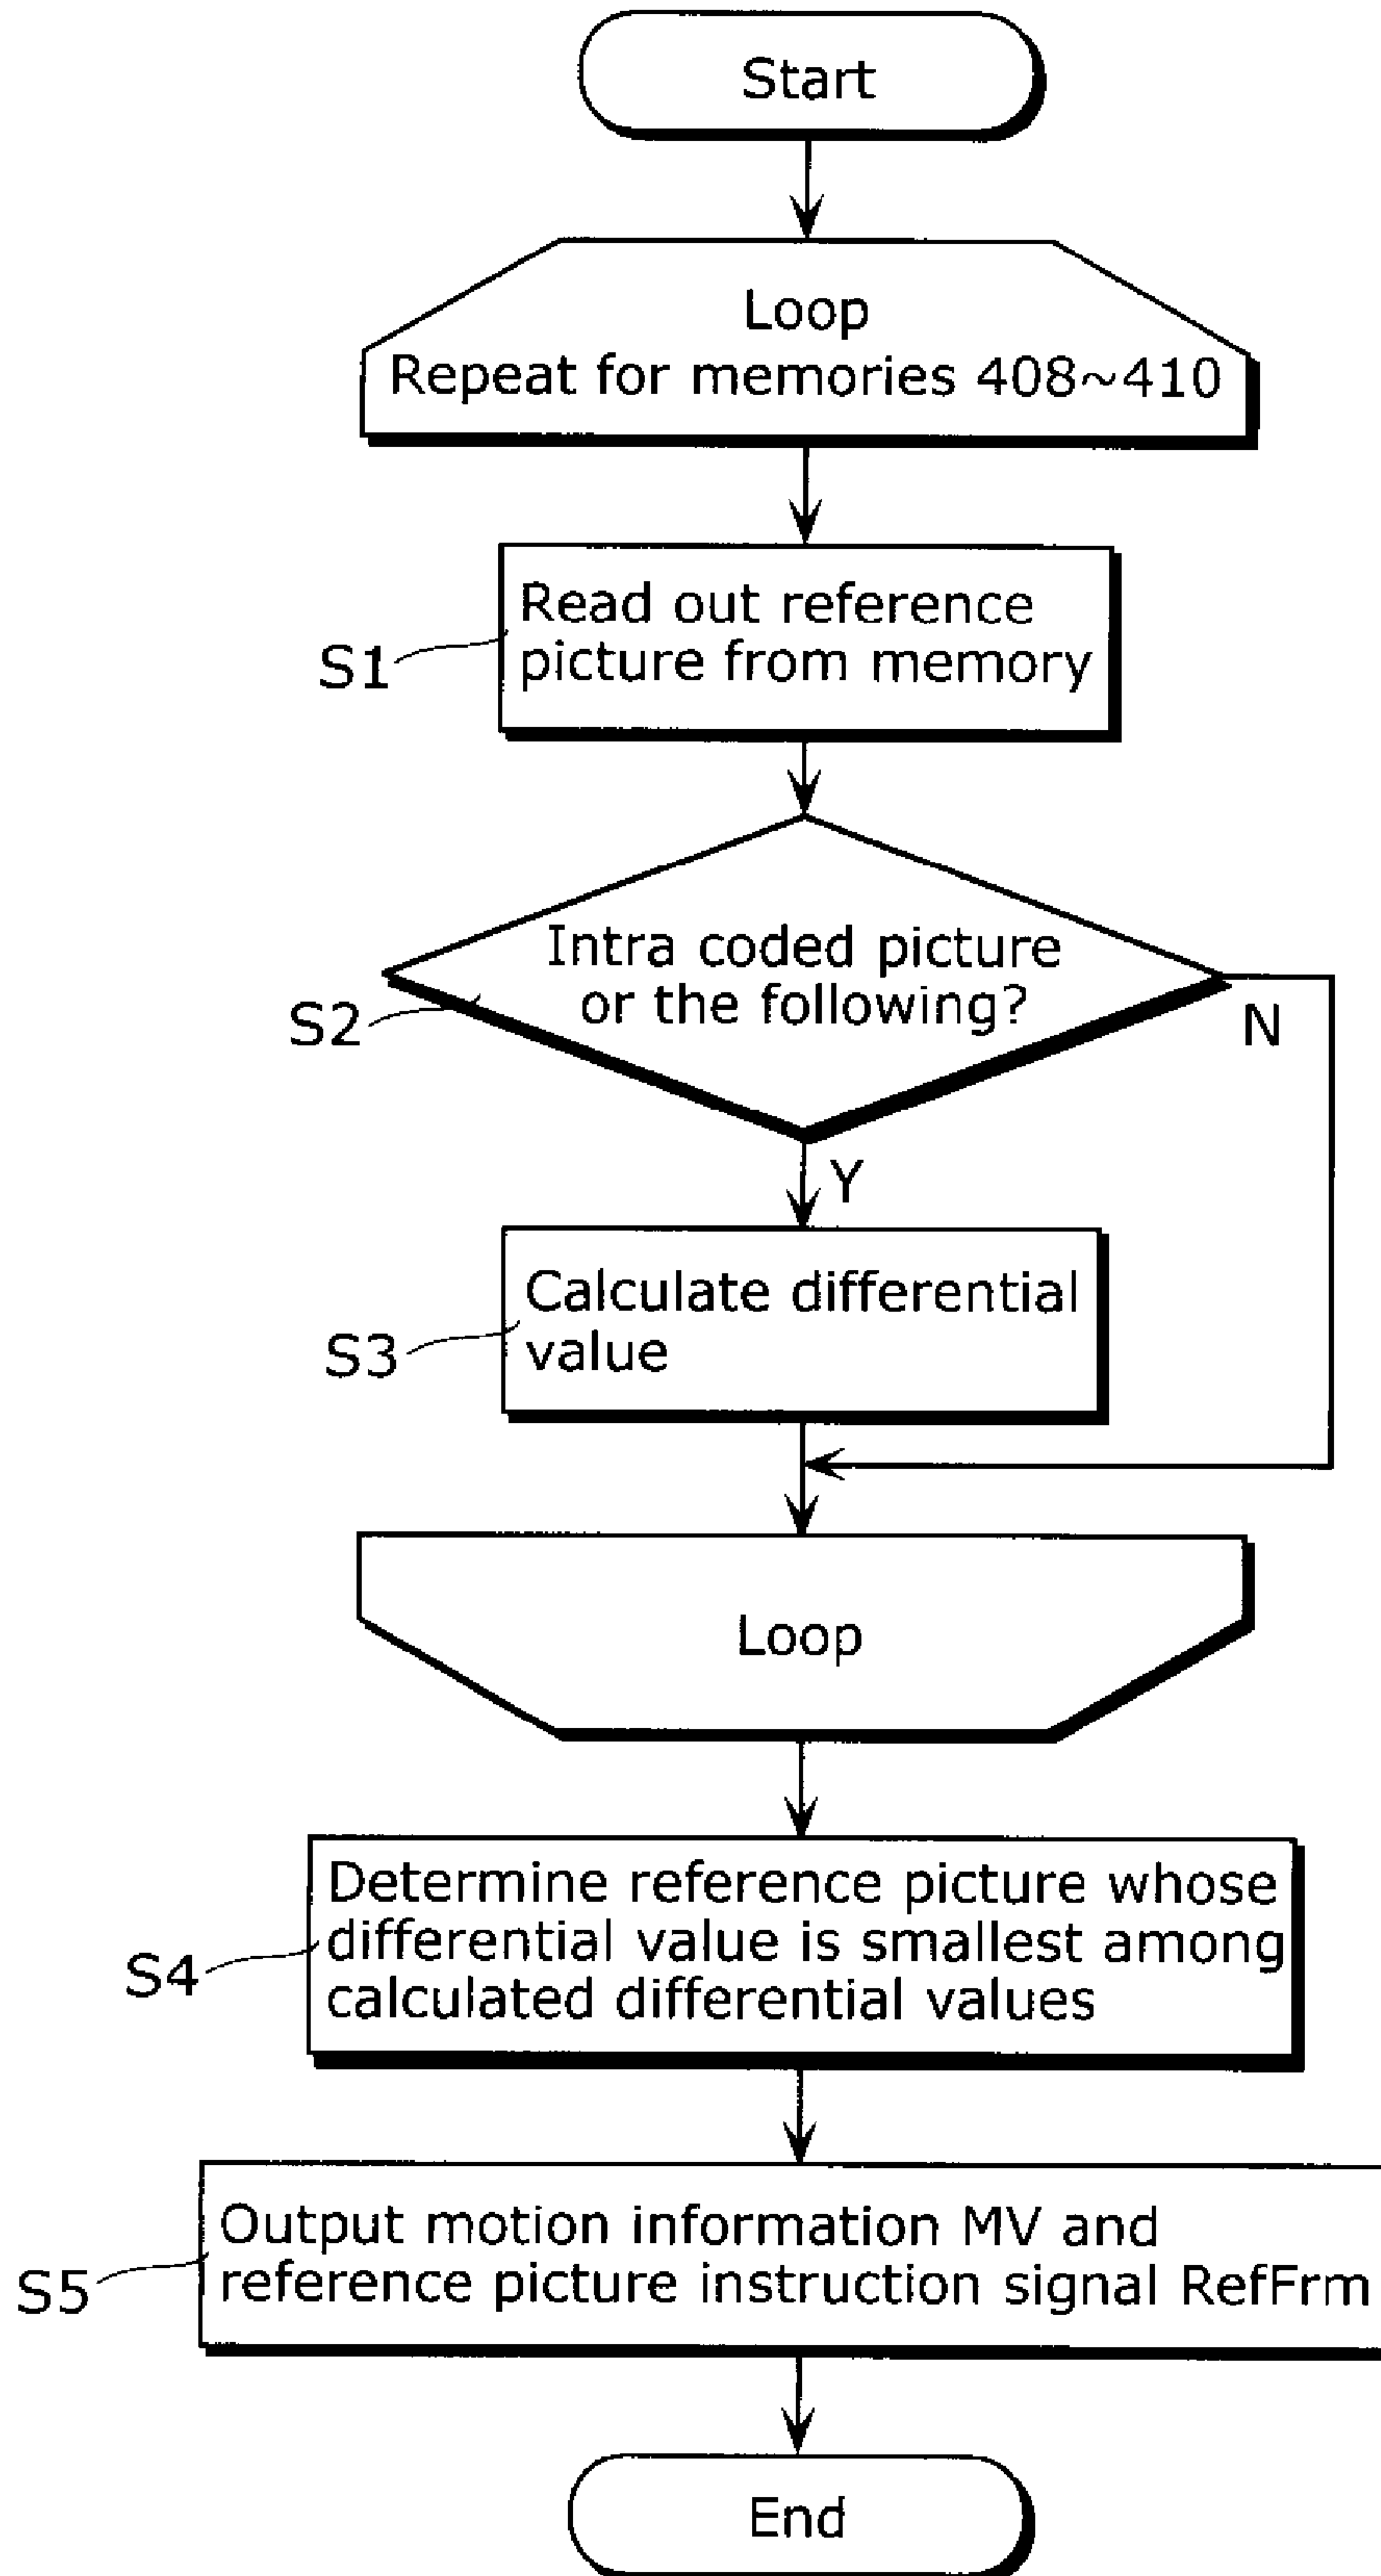 Start
Loop
Repeat for memories 408~410
Read out reference
picture from memory
S1
Intra coded picture
or the following?
S2
N
Y
Calculate differential
value
S3
Loop
Determine reference picture whose
differential value is smallest among
calculated differential values
S4
Output motion information MV and
reference picture instruction signal RefFrm
S5
End